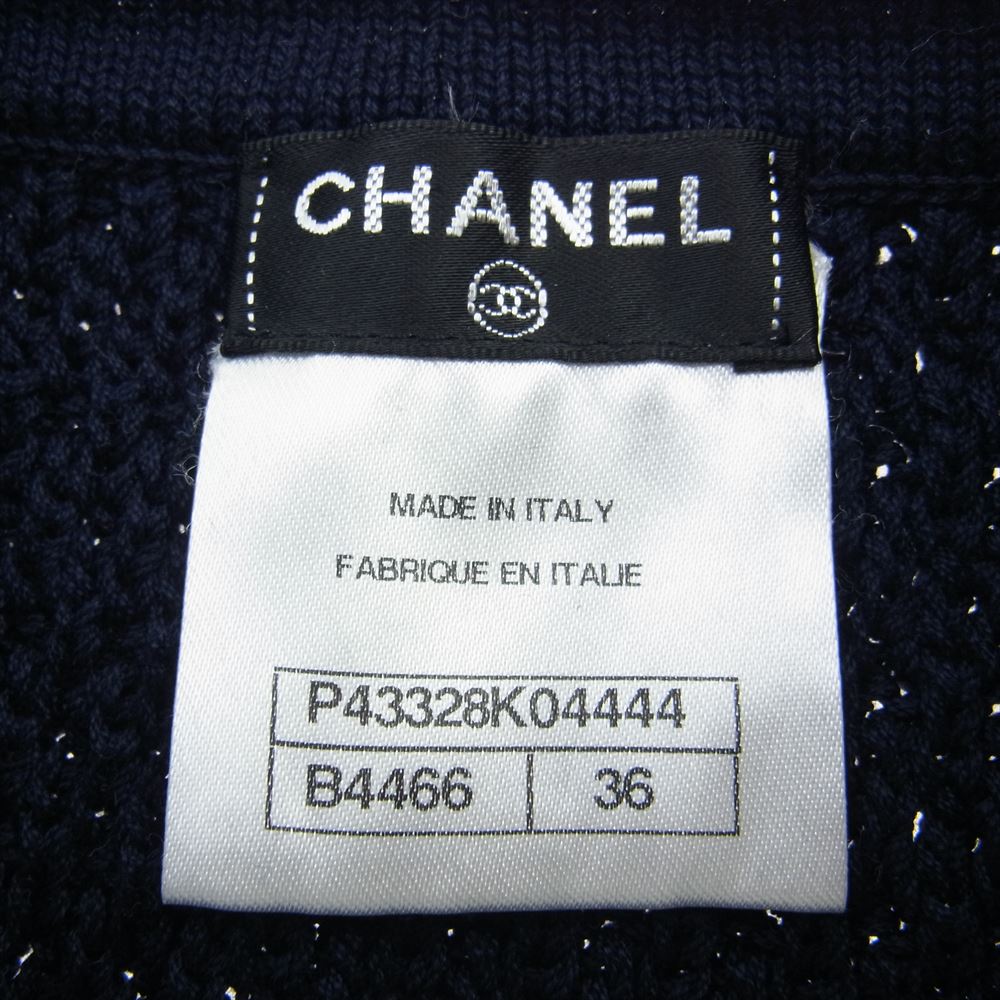 CHANEL
MADE IN ITALY
FABRIQUE EN ITALIE
P43328K04444
B4466 36